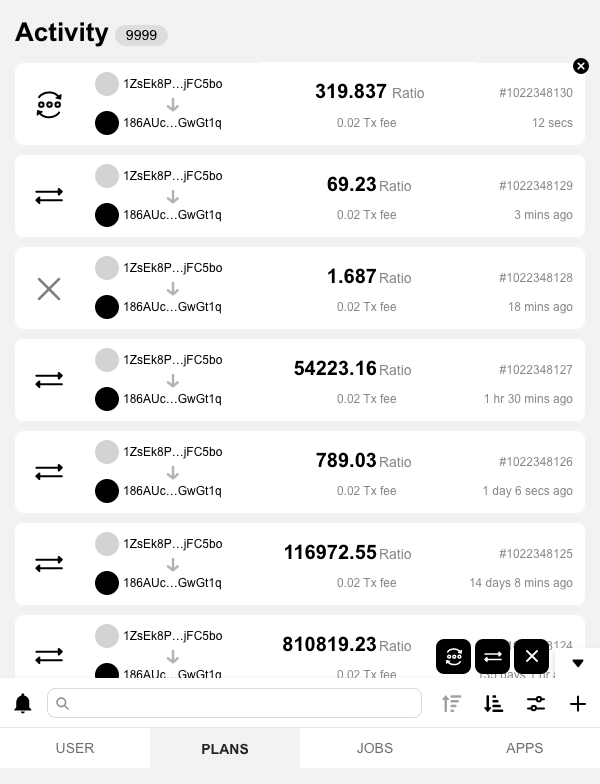 Activity 9999
1ZsEk8P…jFC5bo
319.837 Ratio
#1022348130
186AUc…GwGt1q
0.02 Tx fee
12 secs
1ZsEk8P…jFC5bo
69.23 Ratio
#1022348129
186AUc…GwGt1q
0.02 Tx fee
3 mins ago
1ZsEk8P…jFC5bo
1.687 Ratio
#1022348128
186AUc…GwGt1q
0.02 Tx fee
18 mins ago
1ZsEk8P…jFC5bo
54223.16 Ratio
#1022348127
186AUc…GwGt1q
0.02 Tx fee
1 hr 30 mins ago
1ZsEk8P…jFC5bo
789.03 Ratio
#1022348126
186AUc…GwGt1q
0.02 Tx fee
1 day 6 secs ago
1ZsEk8P…jFC5bo
116972.55 Ratio
#1022348125
186AUc…GwGt1q
0.02 Tx fee
14 days 8 mins ago
1ZsEk8P…jFC5bo
810819.23 Ratio
186AUc…GwGt1q
0.02 Tx fee
USER
PLANS
JOBS
APPS